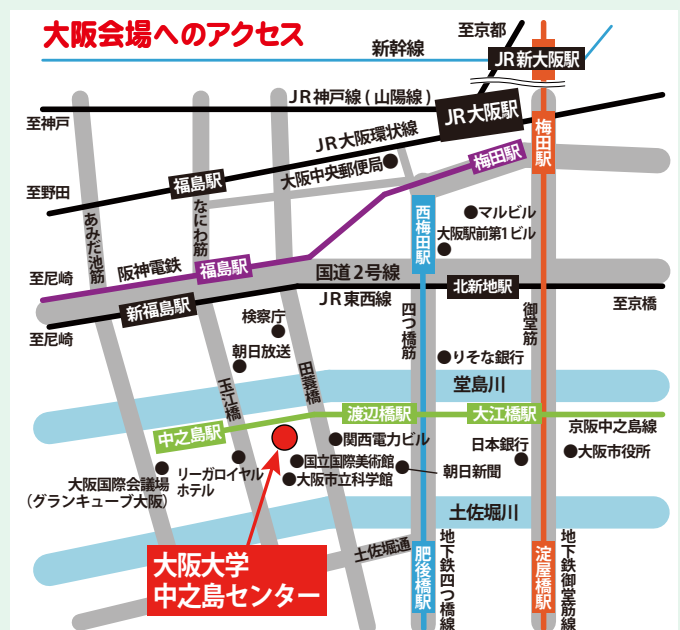 大阪会場へのアクセス
至京都
新幹線
JR新大阪駅
JR神戸線(山陽線)
至神戸
JR大阪駅
JR大阪環状線
梅田駅
大阪中央郵便局
梅田駅
福島駅
至野田
あみだ池筋
なにわ筋
西梅田駅
マルビル
大阪駅前第1ビル
阪神電鉄
福島駅
国道2号線
至尼崎
北新地駅
新福島駅
JR東西線
至京橋
至尼崎
検察庁
四つ橋筋
御堂筋
朝日放送
りそな銀行
田蓑橋
玉江橋
堂島川
渡辺橋駅
大江橋駅
京阪中之島線
中之島駅
関西電力ビル
日本銀行
大阪市役所
国立国際美術館
朝日新聞
大阪市立科学館
リーガロイヤル
ホテル
大阪国際会議場
(グランキューブ大阪)
土佐堀川
土佐堀通
大阪大学
中之島センター
肥後橋駅
地下鉄四つ橋線
淀屋橋駅
地下鉄御堂筋線